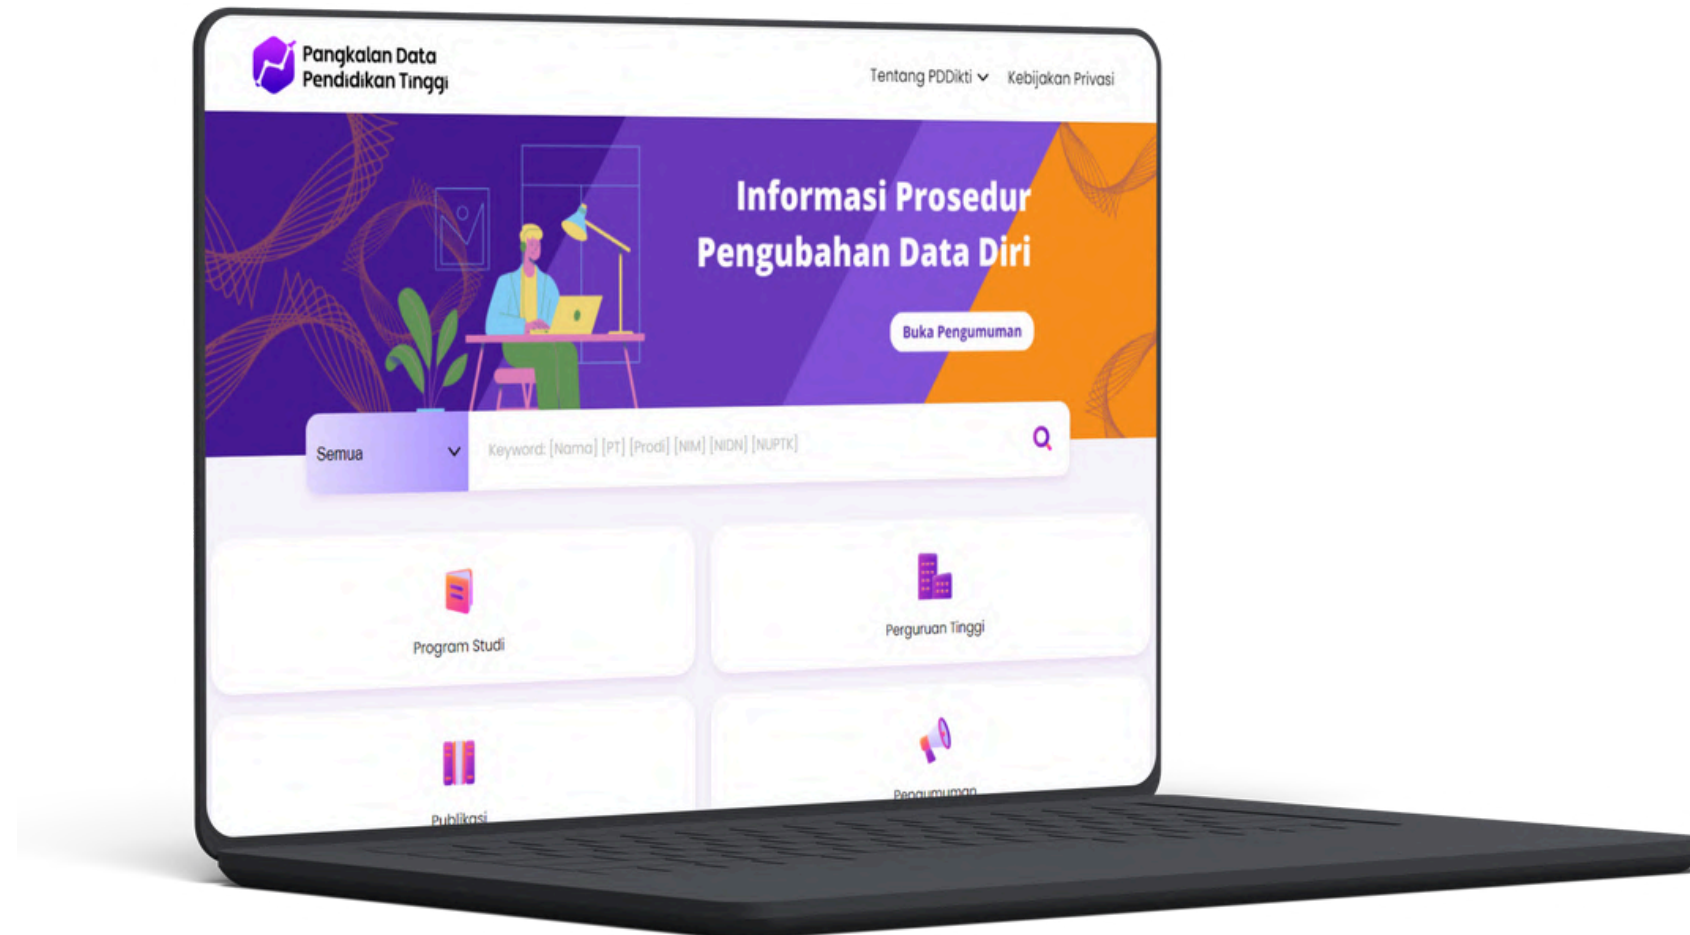 Pangkalan Data
Pendidikan Tinggi
Tentang PDDikti
Kebijakan Privasi
Informasi Prosedur
Pengubahan Data Diri
Buka Pengumuman
Semua
Keyword: [Nama] [PT] [Prodi] [NIM] [NIDN] [NUPTK]
Program Studi
Perguruan Tinggi
Publikasi
Pengumuman